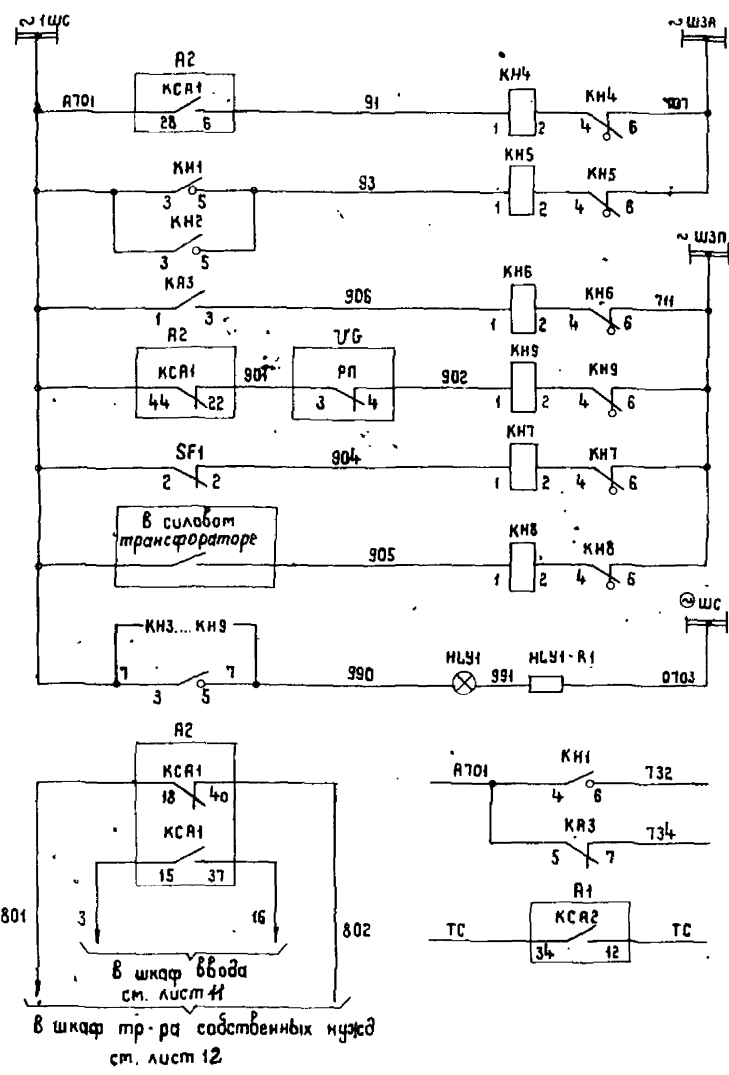 ~ 1ШС
~ ШЗА
А2
КСА1
КН4
КН4
А701
28 6
91
1 2
4 6
707
КН1
КН5
КН5
3 5
93
1 2
4 6
КН2
3 5
~ ШЗП
КА3
906
КН6
КН6
711
1 3
1 2
4 6
А2
UG
КСА1
901
РП
902
КН9
КН9
44 22
3 4
1 2
4 6
SF1
904
КН7
КН7
2 2
1 2
4 6
В силовом
трансфораторе
905
КН8
КН8
1 2
4 6
~ ШС
КН3....КН9
7 7
3 5
990
HLY1
991
HLY1-R1
0703
А2
КСА1
18 40
КСА1
15 37
801
3
16
802
В шкаф ввода
см. лист 11
В шкаф тр-ра собственных нужд
см. лист 12
А701
КН1
732
4 6
КА3
734
5 7
А1
ТС
КСА2
ТС
34 12